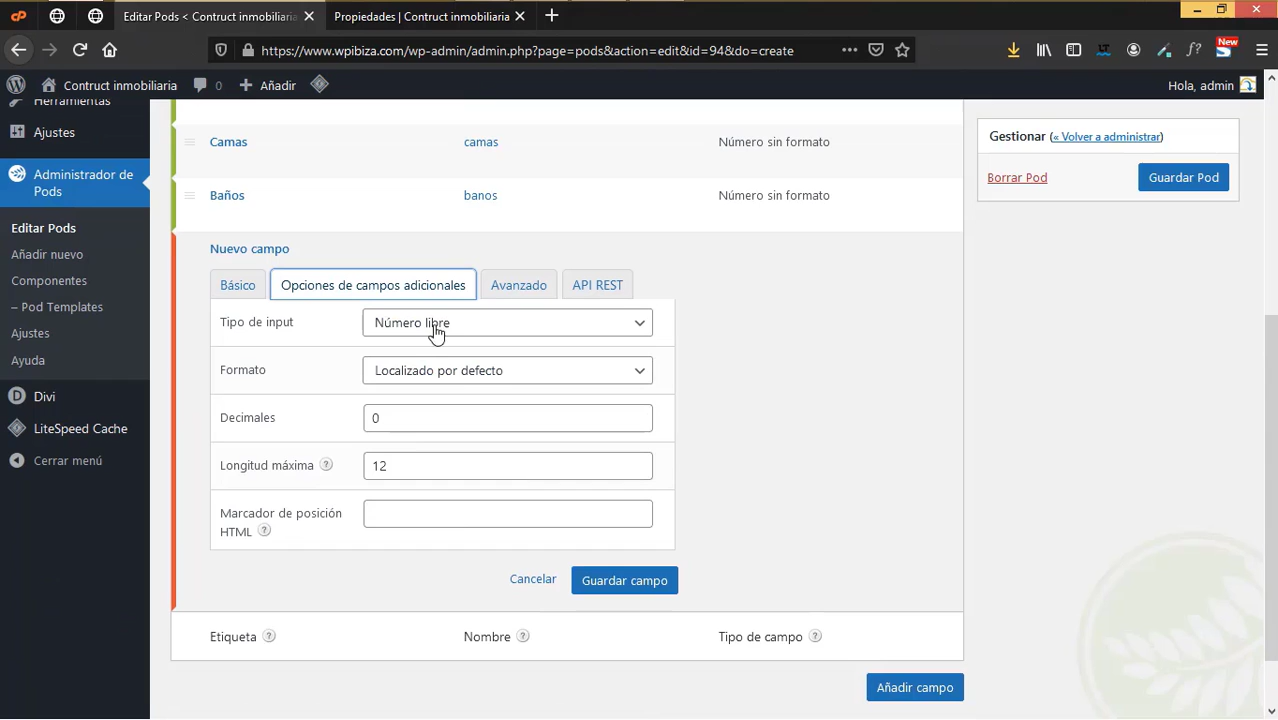 Editar Pods < Contruct inmobiliaria
Propiedades | Contruct inmobiliaria
https://www.wpibiza.com/wp-admin/admin.php?page=pods&action=edit&id=94&do=create
New
Contruct inmobiliaria
0
Añadir
Hola, admin
Herramientas
Ajustes
Administrador de
Pods
Editar Pods
Añadir nuevo
Componentes
– Pod Templates
Ajustes
Ayuda
Divi
LiteSpeed Cache
Cerrar menú
Camas camas Número sin formato
Baños banos Número sin formato
Nuevo campo
Básico Opciones de campos adicionales Avanzado API REST
Tipo de input Número libre
Formato Localizado por defecto
Decimales 0
Longitud máxima ? 12
Marcador de posición
HTML ?
Cancelar Guardar campo
Etiqueta ? Nombre ? Tipo de campo ?
Añadir campo
Gestionar (« Volver a administrar)
Borrar Pod Guardar Pod